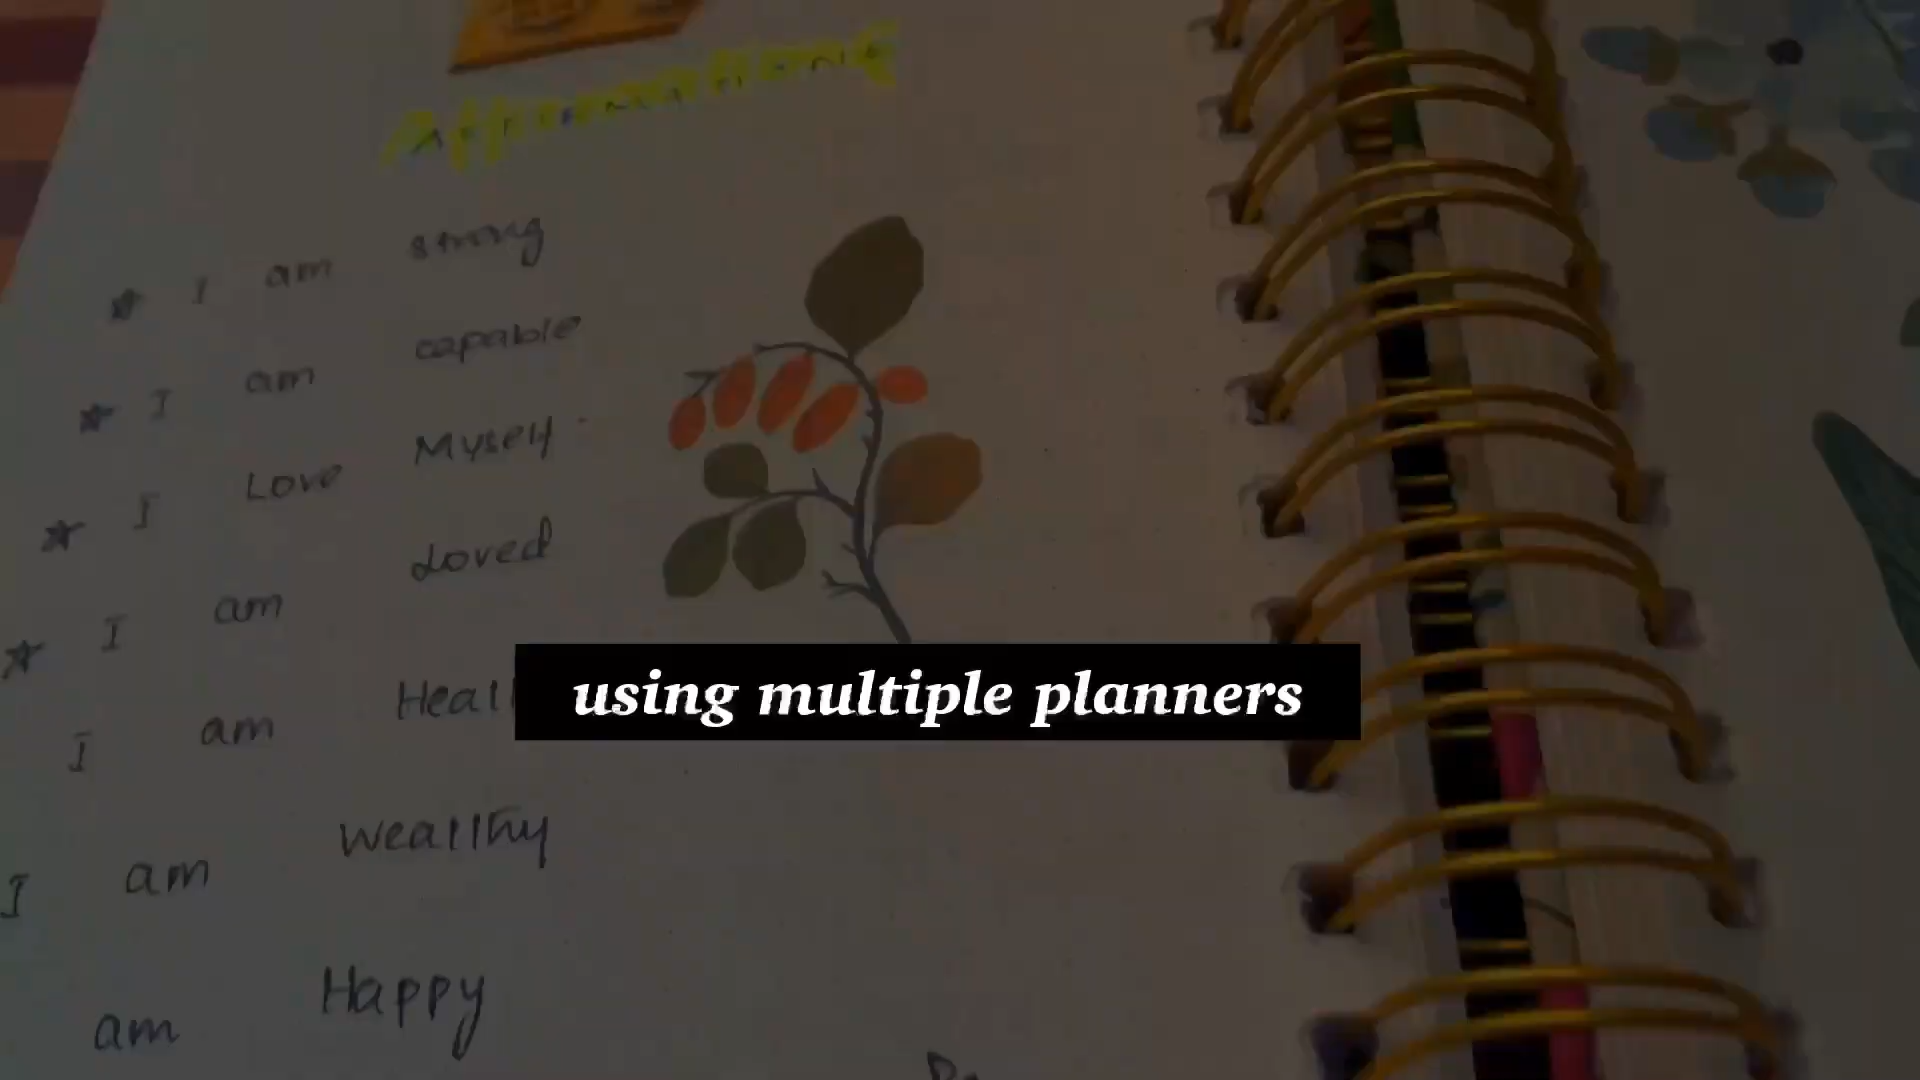 Affirmations
I am strong
I am capable
I Love Myself
I am Loved
I am Heal
using multiple planners
I am wealthy
am Happy